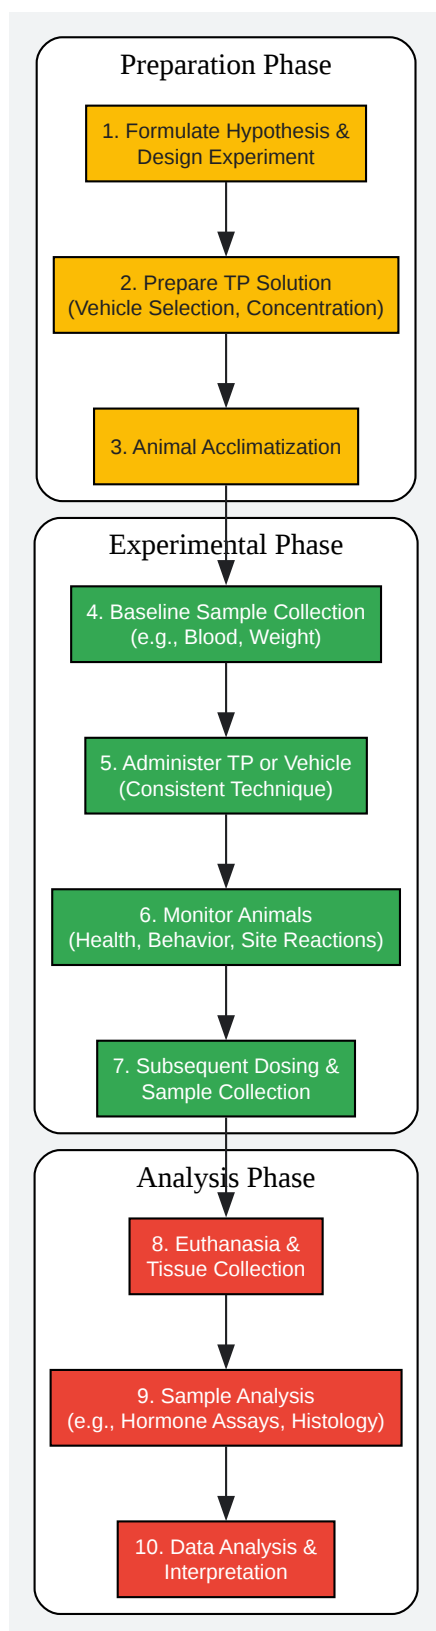 Preparation Phase
1. Formulate Hypothesis &
Design Experiment
2. Prepare TP Solution
(Vehicle Selection, Concentration)
3. Animal Acclimatization
Experimental Phase
4. Baseline Sample Collection
(e.g., Blood, Weight)
5. Administer TP or Vehicle
(Consistent Technique)
6. Monitor Animals
(Health, Behavior, Site Reactions)
7. Subsequent Dosing &
Sample Collection
Analysis Phase
8. Euthanasia &
Tissue Collection
9. Sample Analysis
(e.g., Hormone Assays, Histology)
10. Data Analysis &
Interpretation